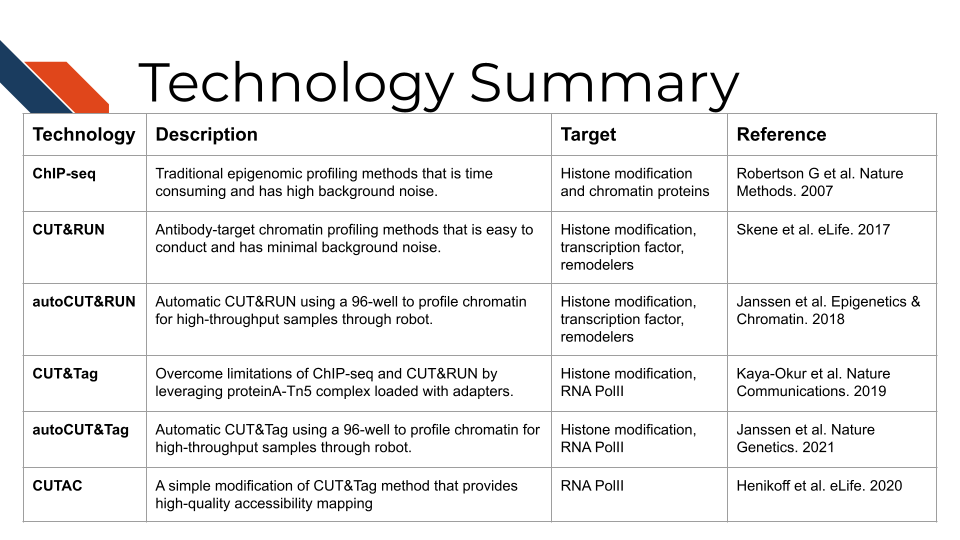 Technology Summary
Technology Description Target Reference
ChIP-seq
Traditional epigenomic profiling methods that is time
consuming and has high background noise.
Histone modification
and chromatin proteins
Robertson G et al. Nature
Methods. 2007
CUT&RUN
Antibody-target chromatin profiling methods that is easy to
conduct and has minimal background noise.
Histone modification,
transcription factor,
remodelers
Skene et al. eLife. 2017
autoCUT&RUN
Automatic CUT&RUN using a 96-well to profile chromatin
for high-throughput samples through robot.
Histone modification,
transcription factor,
remodelers
Janssen et al. Epigenetics &
Chromatin. 2018
CUT&Tag
Overcome limitations of ChIP-seq and CUT&RUN by
leveraging proteinA-Tn5 complex loaded with adapters.
Histone modification,
RNA PolII
Kaya-Okur et al. Nature
Communications. 2019
autoCUT&Tag
Automatic CUT&Tag using a 96-well to profile chromatin for
high-throughput samples through robot.
Histone modification,
RNA PolII
Janssen et al. Nature
Genetics. 2021
CUTAC
A simple modification of CUT&Tag method that provides
high-quality accessibility mapping
RNA PolII
Henikoff et al. eLife. 2020